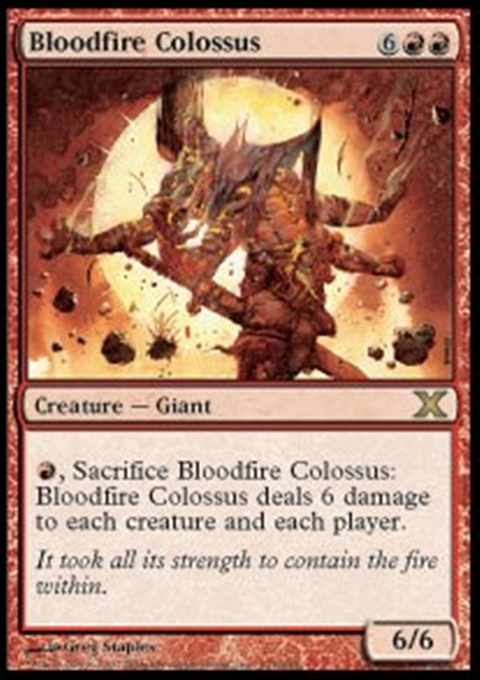 Bloodfire Colossus 6
Creature — Giant
, Sacrifice Bloodfire Colossus:
Bloodfire Colossus deals 6 damage
to each creature and each player.
It took all its strength to contain the fire
within.
Greg Staples
6/6